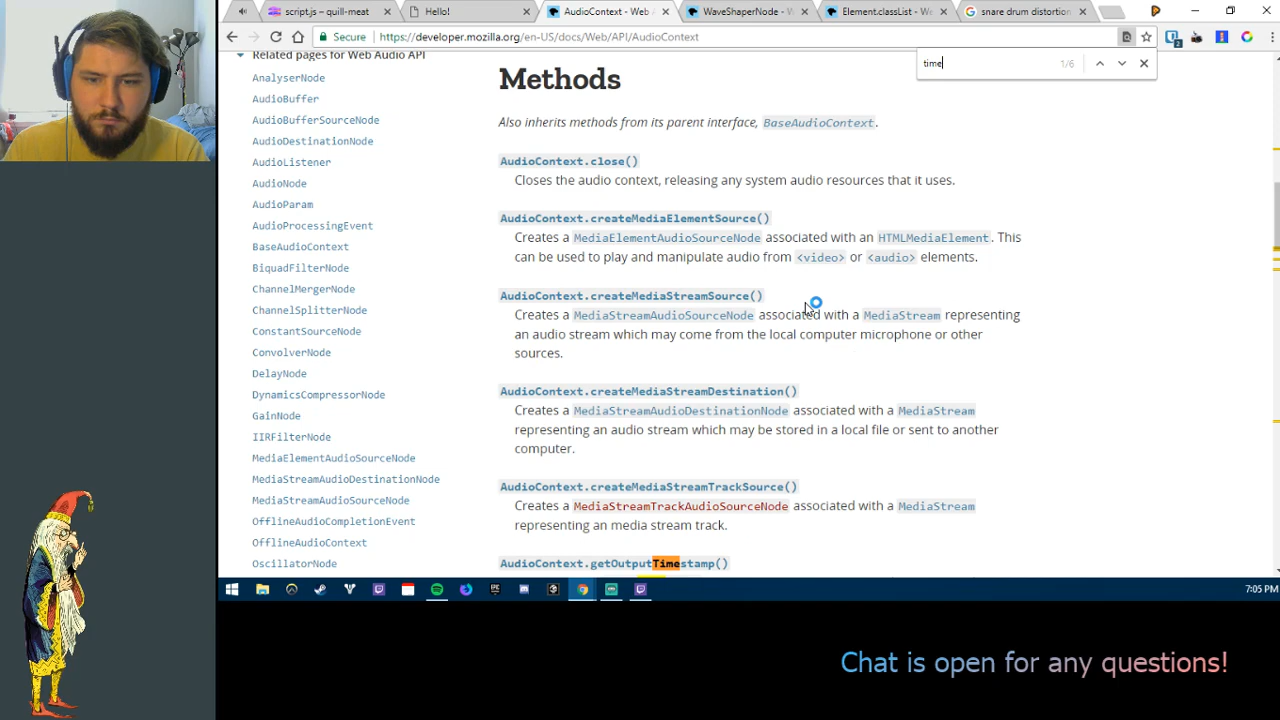 script.js – quill-meat
Hello!
AudioContext - Web
WaveShaperNode - W
Element.classList - We
snare drum distortion
Secure
https://developer.mozilla.org/en-US/docs/Web/API/AudioContext
time
1/6
Related pages for Web Audio API
AnalyserNode
AudioBuffer
AudioBufferSourceNode
AudioDestinationNode
AudioListener
AudioNode
AudioParam
AudioProcessingEvent
BaseAudioContext
BiquadFilterNode
ChannelMergerNode
ChannelSplitterNode
ConstantSourceNode
ConvolverNode
DelayNode
DynamicsCompressorNode
GainNode
IIRFilterNode
MediaElementAudioSourceNode
MediaStreamAudioDestinationNode
MediaStreamAudioSourceNode
OfflineAudioCompletionEvent
OfflineAudioContext
OscillatorNode
Methods
Also inherits methods from its parent interface, BaseAudioContext.
AudioContext.close()
Closes the audio context, releasing any system audio resources that it uses.
AudioContext.createMediaElementSource()
Creates a MediaElementAudioSourceNode associated with an HTMLMediaElement. This
can be used to play and manipulate audio from <video> or <audio> elements.
AudioContext.createMediaStreamSource()
Creates a MediaStreamAudioSourceNode associated with a MediaStream representing
an audio stream which may come from the local computer microphone or other
sources.
AudioContext.createMediaStreamDestination()
Creates a MediaStreamAudioDestinationNode associated with a MediaStream
representing an audio stream which may be stored in a local file or sent to another
computer.
AudioContext.createMediaStreamTrackSource()
Creates a MediaStreamTrackAudioSourceNode associated with a MediaStream
representing an media stream track.
AudioContext.getOutputTimestamp()
7:05 PM
Chat is open for any questions!